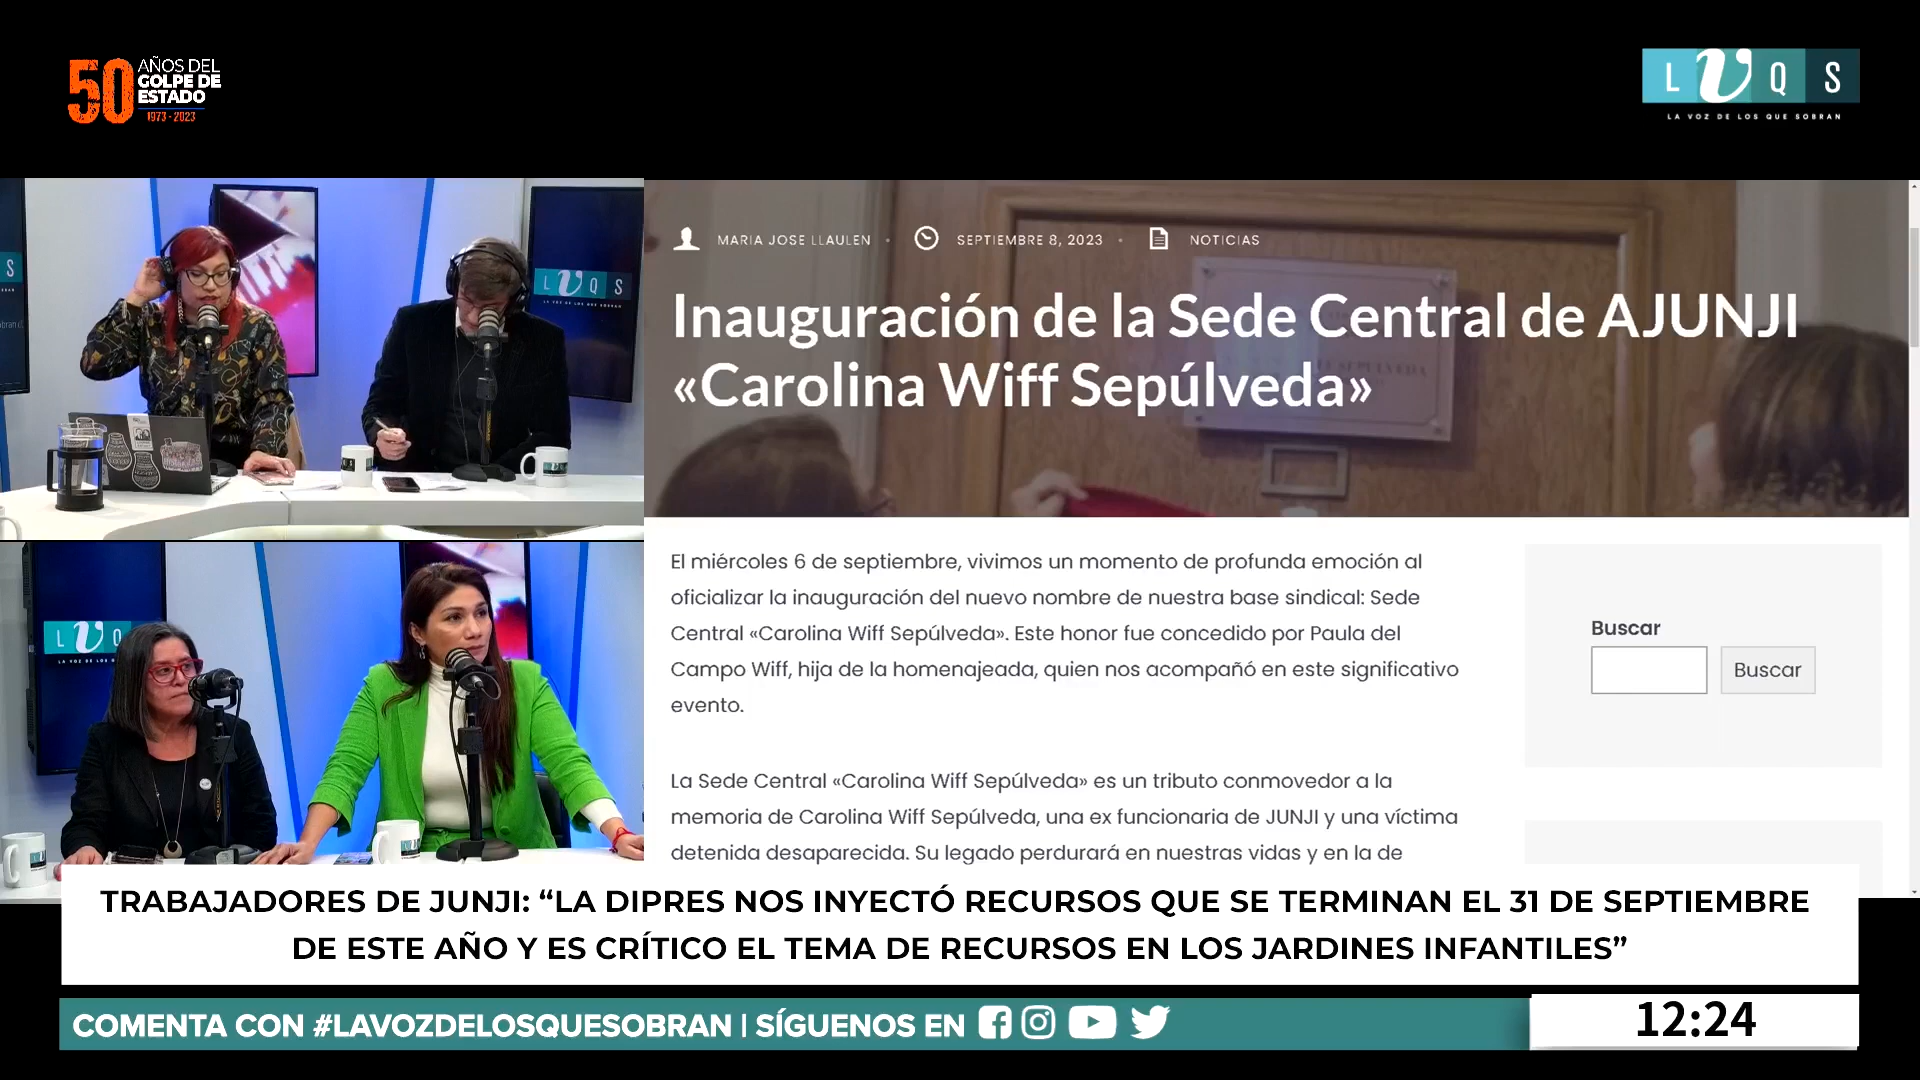 50 AÑOS DEL
GOLPE DE
ESTADO
1973 - 2023
L V Q S
LA VOZ DE LOS QUE SOBRAN
MARIA JOSE LLAULEN • SEPTIEMBRE 8, 2023 • NOTICIAS
Inauguración de la Sede Central de AJUNJI
«Carolina Wiff Sepúlveda»
El miércoles 6 de septiembre, vivimos un momento de profunda emoción al
oficializar la inauguración del nuevo nombre de nuestra base sindical: Sede
Central «Carolina Wiff Sepúlveda». Este honor fue concedido por Paula del
Campo Wiff, hija de la homenajeada, quien nos acompañó en este significativo
evento.
La Sede Central «Carolina Wiff Sepúlveda» es un tributo conmovedor a la
memoria de Carolina Wiff Sepúlveda, una ex funcionaria de JUNJI y una víctima
detenida desaparecida. Su legado perdurará en nuestras vidas y en la de
Buscar
Buscar
L V Q S
LA VOZ DE LOS QUE SOBRAN
S
L V Q
TRABAJADORES DE JUNJI: “LA DIPRES NOS INYECTÓ RECURSOS QUE SE TERMINAN EL 31 DE SEPTIEMBRE
DE ESTE AÑO Y ES CRÍTICO EL TEMA DE RECURSOS EN LOS JARDINES INFANTILES”
COMENTA CON #LAVOZDELOSQUESOBRAN | SÍGUENOS EN
12:24